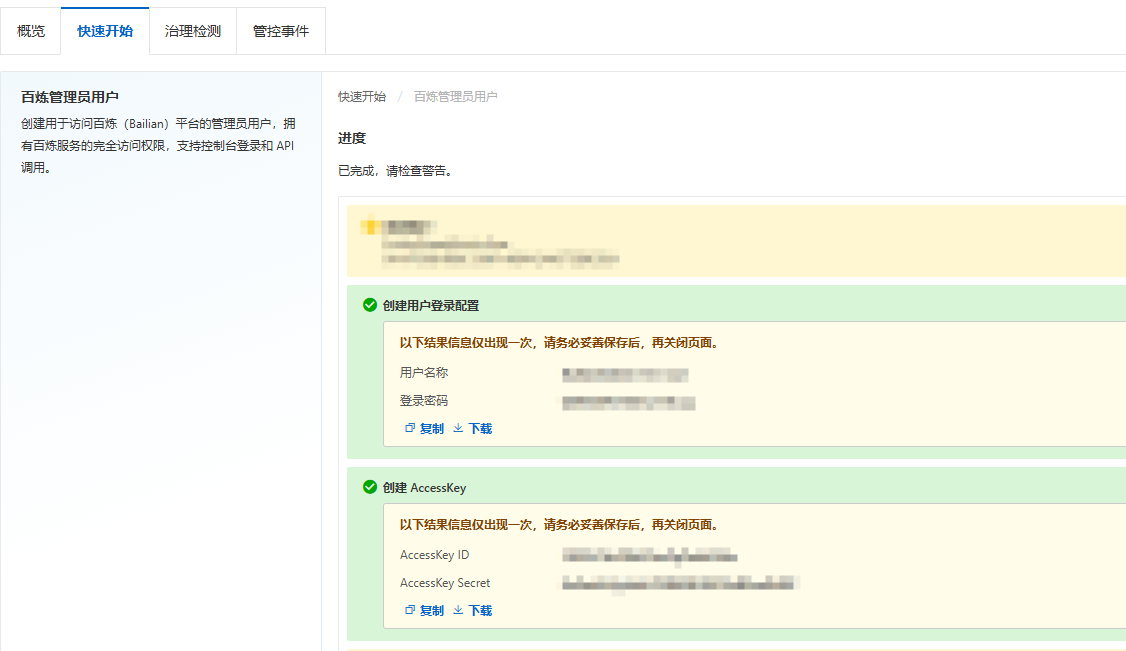 概览 快速开始 治理检测 管控事件
百炼管理员用户
创建用于访问百炼（Bailian）平台的管理员用户，拥
有百炼服务的完全访问权限，支持控制台登录和 API
调用。
快速开始 / 百炼管理员用户
进度
已完成，请检查警告。
创建用户登录配置
以下结果信息仅出现一次，请务必妥善保存后，再关闭页面。
用户名称
登录密码
复制 下载
创建 AccessKey
以下结果信息仅出现一次，请务必妥善保存后，再关闭页面。
AccessKey ID
AccessKey Secret
复制 下载